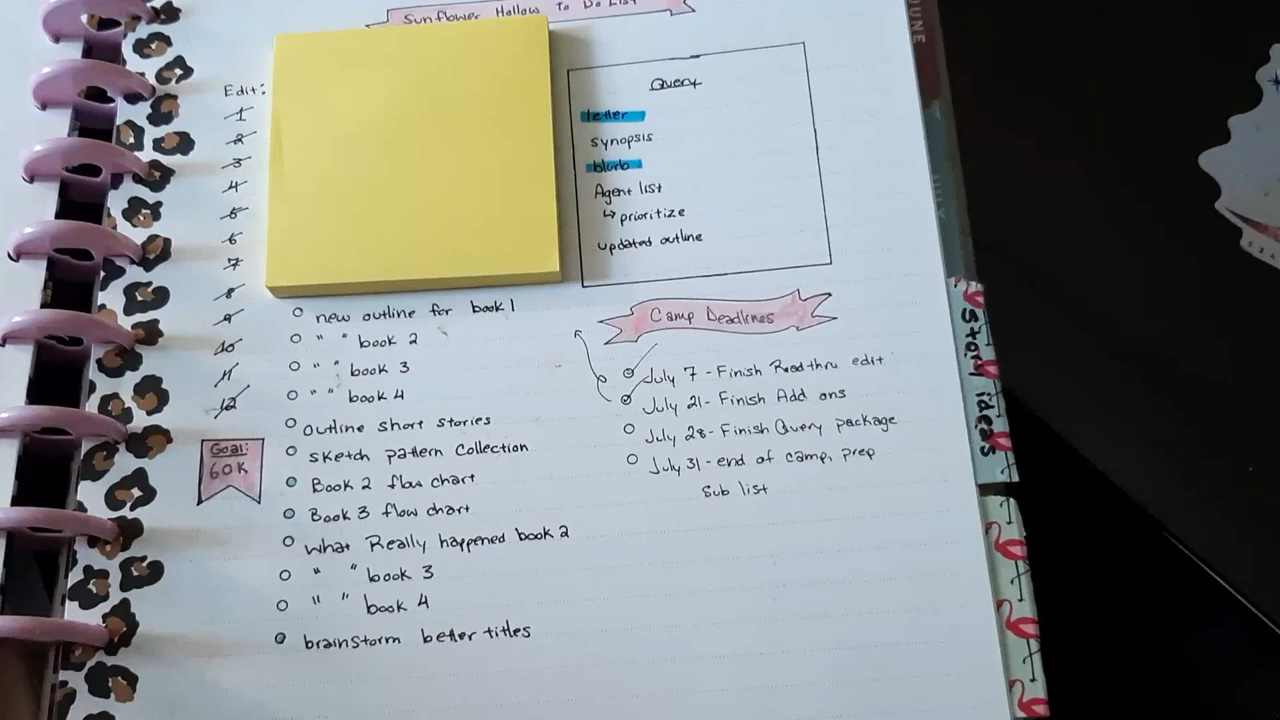 Sunflower Hollow To Do List
Edit:
1
2
3
4
5
6
7
8
9
10
11
12
Goal:
60K
Query
letter
synopsis
blurb
Agent list
↳ prioritize
updated outline
new outline for book 1
" " book 2
" " book 3
" " book 4
outline short stories
sketch pattern collection
Book 2 flow chart
Book 3 flow chart
what Really happened book 2
" " book 3
" " book 4
brainstorm better titles
Camp Deadlines
July 7 - Finish Read thru edit
July 21 - Finish Add ons
July 28 - Finish Query package
July 31 - end of camp, prep
sub list
JUNE
JULY
story ideas